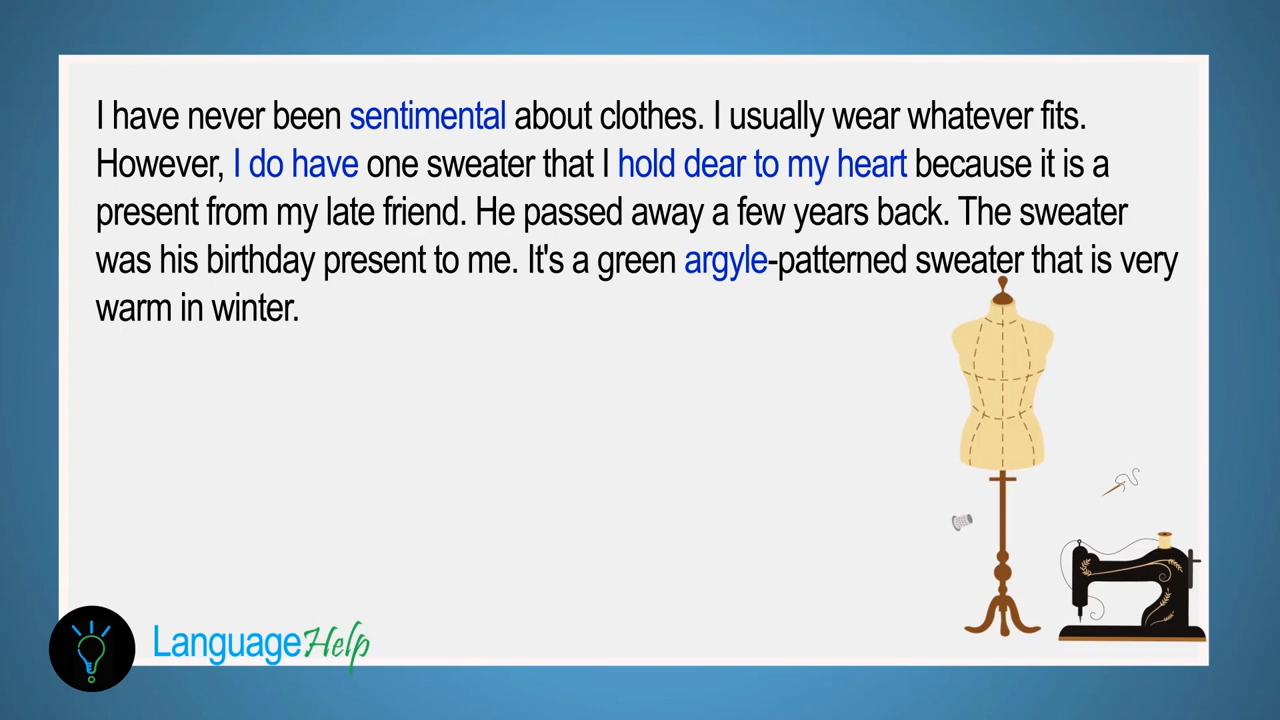 I have never been sentimental about clothes. I usually wear whatever fits.
However, I do have one sweater that I hold dear to my heart because it is a
present from my late friend. He passed away a few years back. The sweater
was his birthday present to me. It's a green argyle-patterned sweater that is very
warm in winter.
LanguageHelp